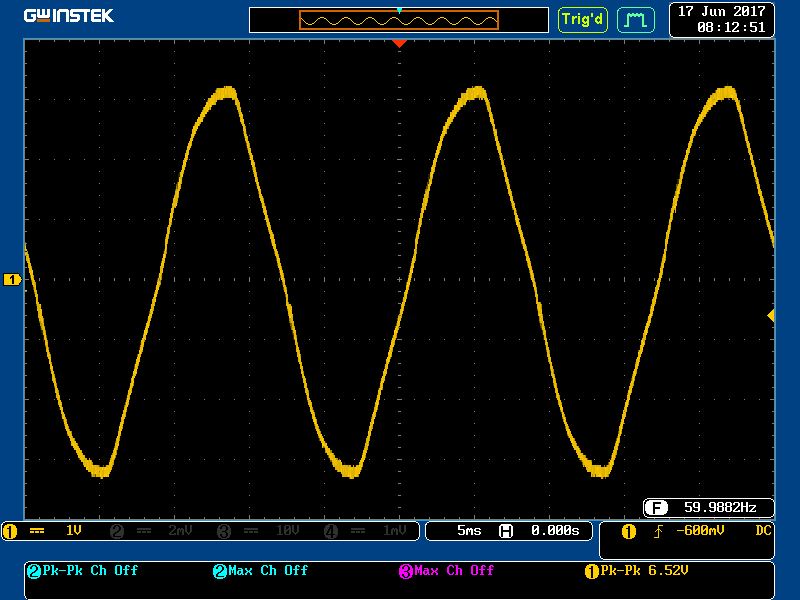 GWINSTEK
Trig'd
17 Jun 2017
08:12:51
1
F 59.9882Hz
1 1V 2 2mV 3 10V 4 1mV
5ms H 0.000s
1 -600mV DC
2 Pk-Pk Ch Off
2 Max Ch Off
3 Max Ch Off
1 Pk-Pk 6.52V